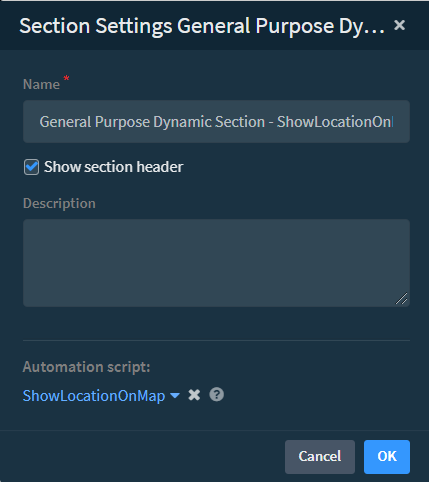 Section Settings General Purpose Dy...
Name *
General Purpose Dynamic Section - ShowLocationOn
Show section header
Description
Automation script:
ShowLocationOnMap
Cancel
OK